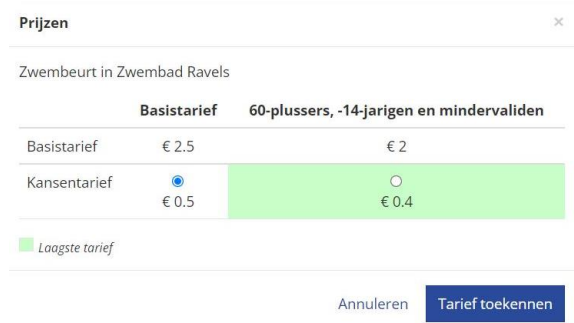 Prijzen ×
Zwembeurt in Zwembad Ravels
Basistarief 60-plussers, -14-jarigen en mindervaliden
Basistarief € 2.5 € 2
Kansentarief
€ 0.5 € 0.4
Laagste tarief
Annuleren Tarief toekennen